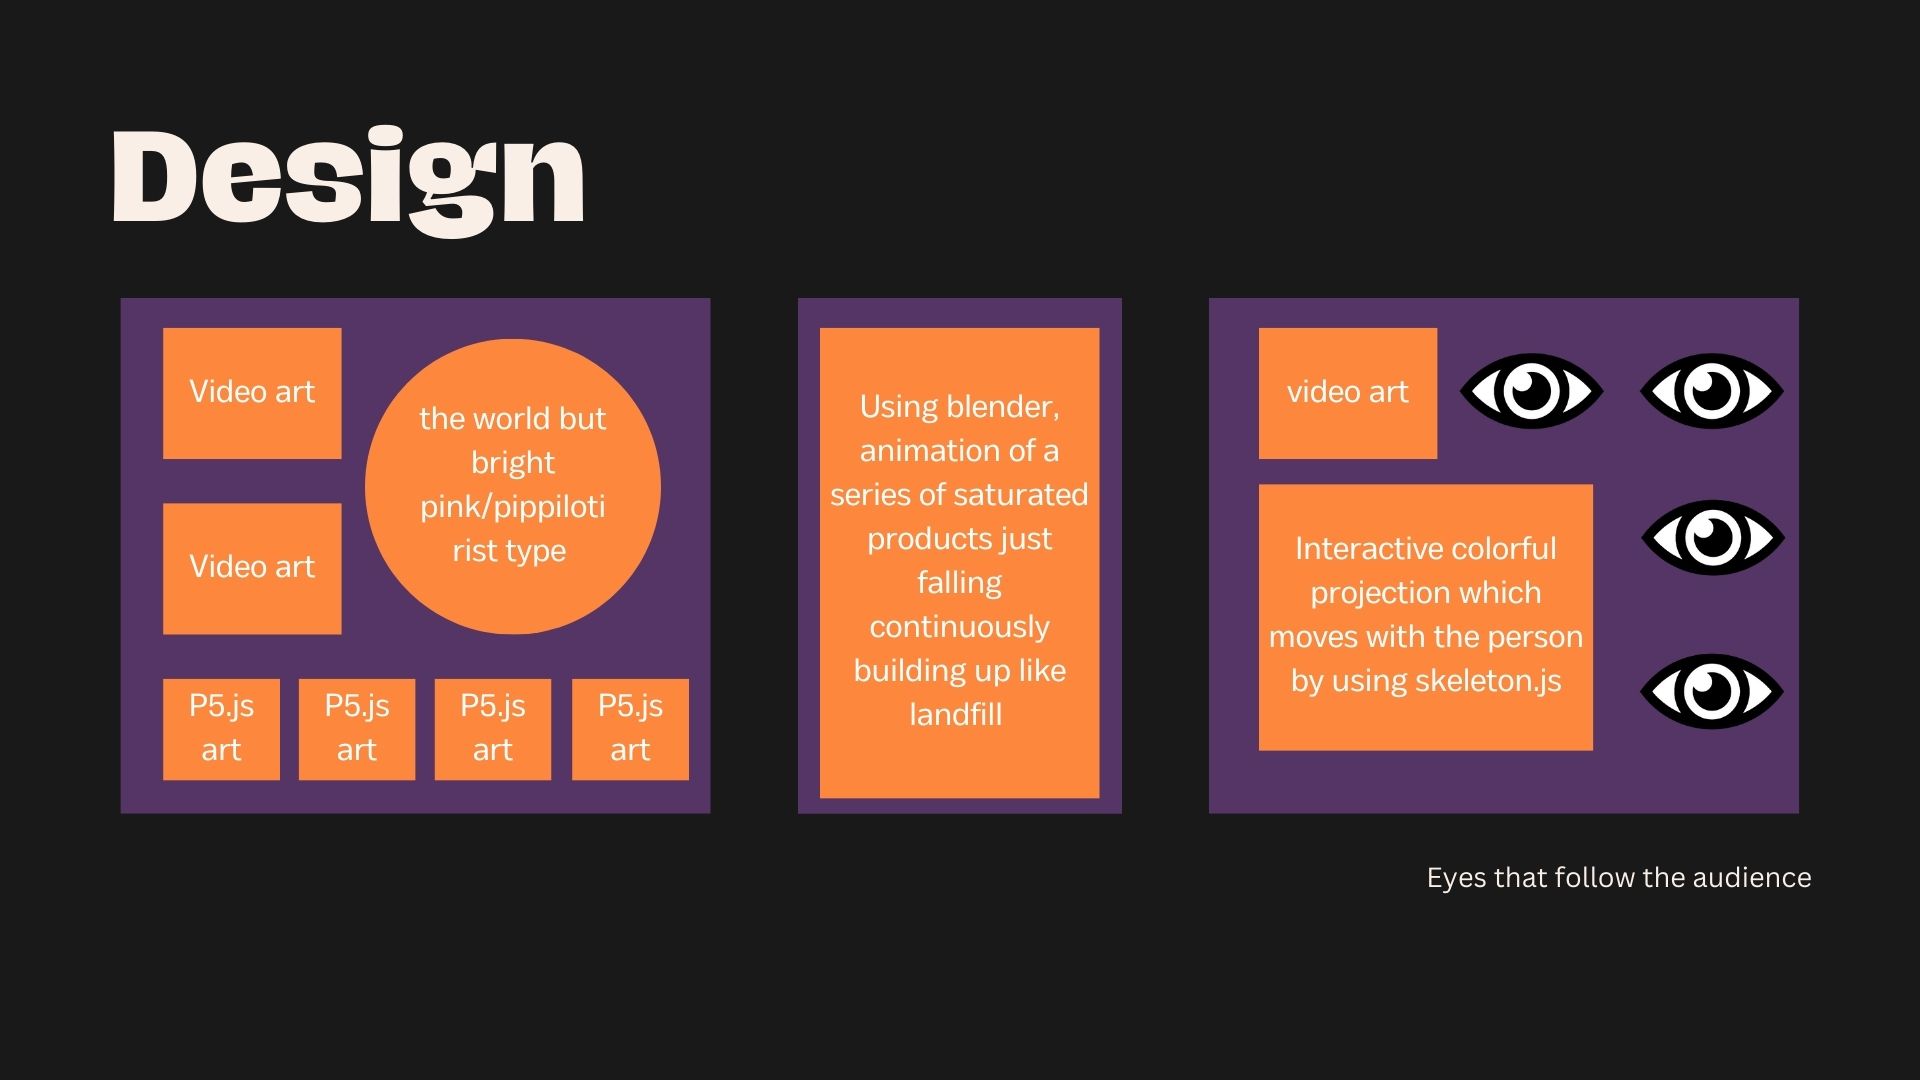 Design
Video art
the world but
bright
pink/pippiloti
rist type
Video art
P5.js
art
P5.js
art
P5.js
art
P5.js
art
Using blender,
animation of a
series of saturated
products just
falling
continuously
building up like
landfill
video art
Interactive colorful
projection which
moves with the person
by using skeleton.js
Eyes that follow the audience